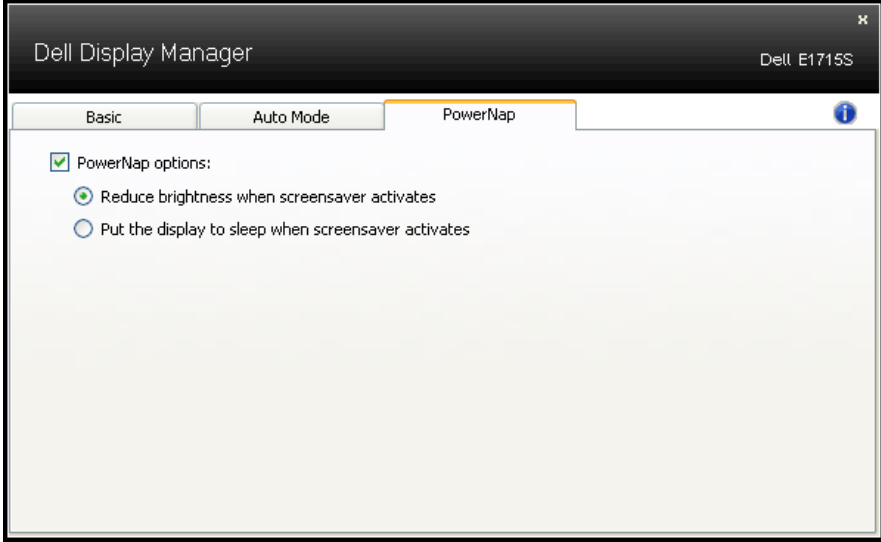 x
Dell Display Manager
Dell E1715S
Basic
Auto Mode
PowerNap
i
PowerNap options:
Reduce brightness when screensaver activates
Put the display to sleep when screensaver activates